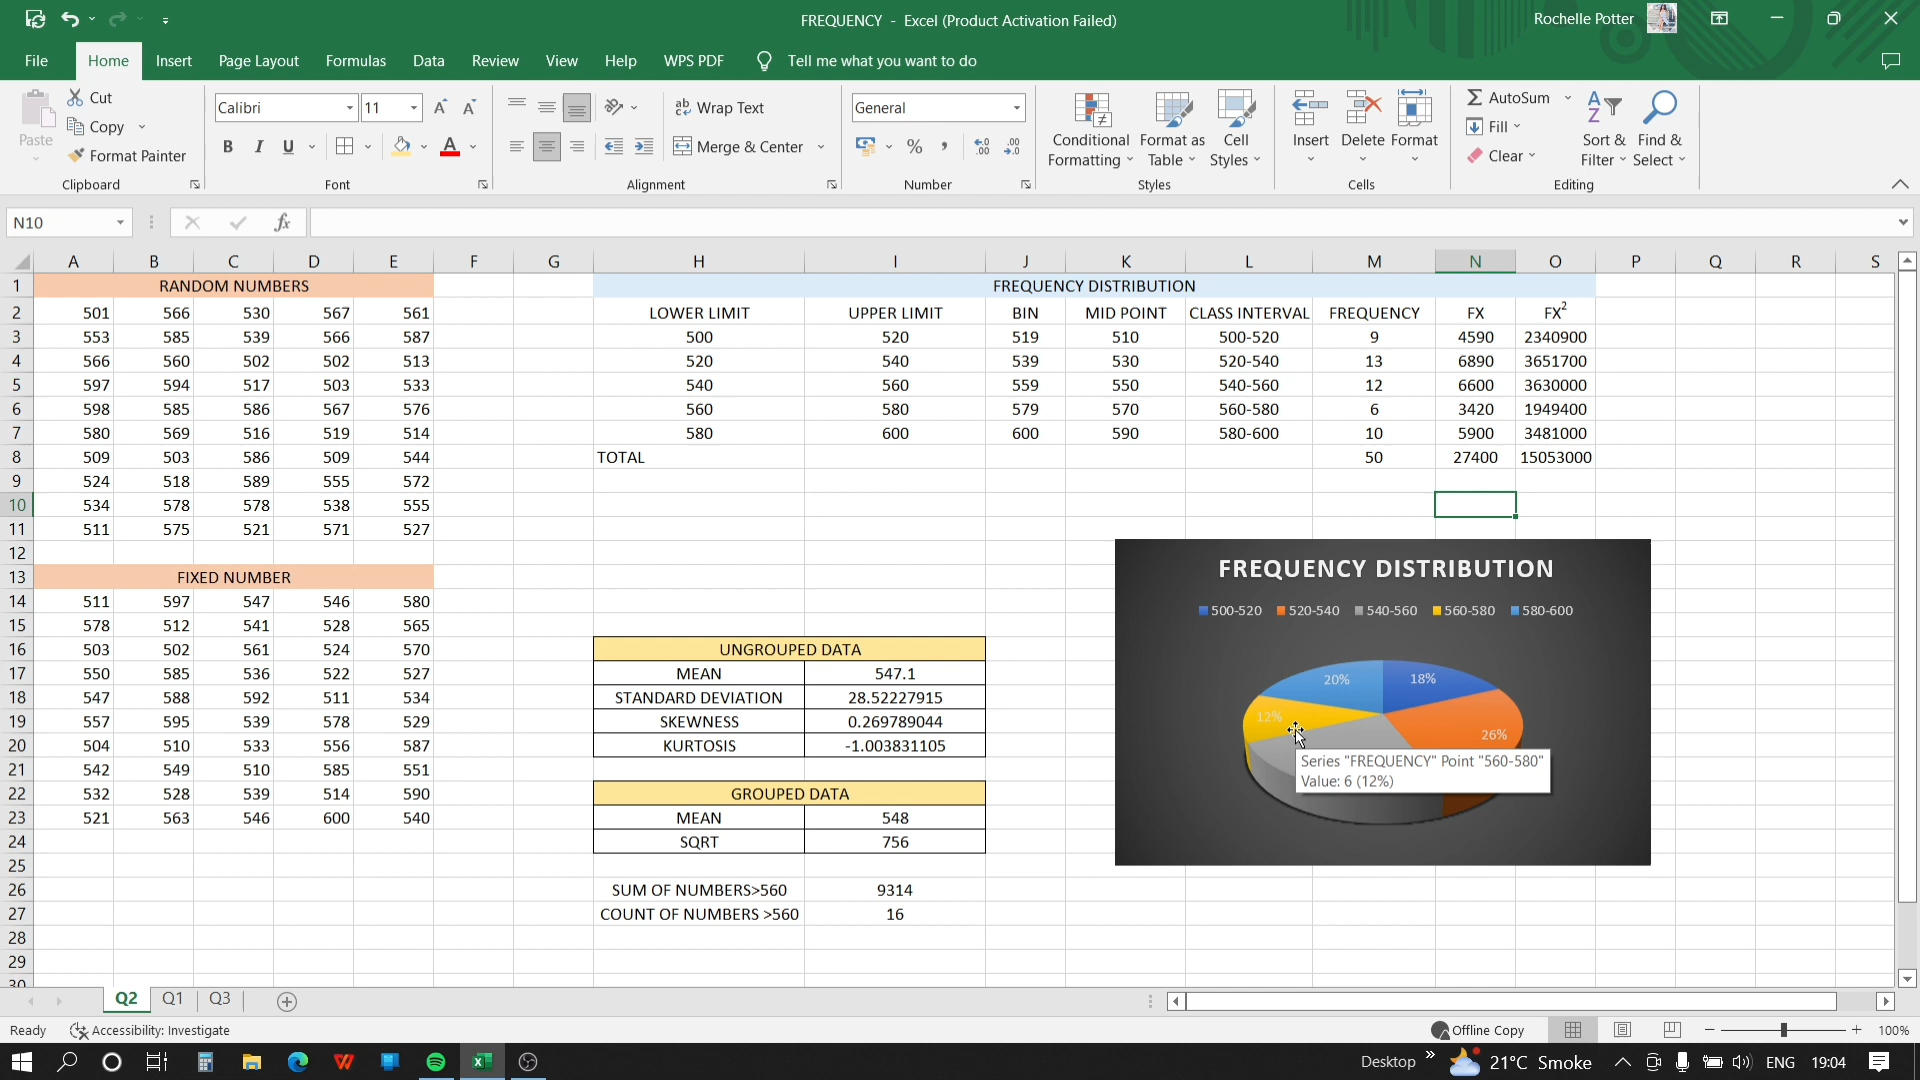 FREQUENCY - Excel (Product Activation Failed)
Rochelle Potter
File Home Insert Page Layout Formulas Data Review View Help WPS PDF Tell me what you want to do
Paste
Cut
Copy
Format Painter
Clipboard
Calibri 11
B I U
Font
Wrap Text
Merge & Center
Alignment
General
% ,
Number
Conditional Formatting
Format as Table
Cell Styles
Styles
Insert Delete Format
Cells
AutoSum
Fill
Clear
Sort & Filter
Find & Select
Editing
N10 fx
A B C D E F G H I J K L M N O P Q R S
1 RANDOM NUMBERS FREQUENCY DISTRIBUTION
2 501 566 530 567 561 LOWER LIMIT UPPER LIMIT BIN MID POINT CLASS INTERVAL FREQUENCY FX FX²
3 553 585 539 566 587 500 520 519 510 500-520 9 4590 2340900
4 566 560 502 502 513 520 540 539 530 520-540 13 6890 3651700
5 597 594 517 503 533 540 560 559 550 540-560 12 6600 3630000
6 598 585 586 567 576 560 580 579 570 560-580 6 3420 1949400
7 580 569 516 519 514 580 600 600 590 580-600 10 5900 3481000
8 509 503 586 509 544 TOTAL 50 27400 15053000
9 524 518 589 555 572
10 534 578 578 538 555
11 511 575 521 571 527
12
13 FIXED NUMBER
14 511 597 547 546 580
15 578 512 541 528 565
16 503 502 561 524 570 UNGROUPED DATA
17 550 585 536 522 527 MEAN 547.1
18 547 588 592 511 534 STANDARD DEVIATION 28.52227915
19 557 595 539 578 529 SKEWNESS 0.269789044
20 504 510 533 556 587 KURTOSIS -1.003831105
21 542 549 510 585 551
22 532 528 539 514 590 GROUPED DATA
23 521 563 546 600 540 MEAN 548
24 SQRT 756
25
26 SUM OF NUMBERS>560 9314
27 COUNT OF NUMBERS >560 16
28
29
30
FREQUENCY DISTRIBUTION
500-520 520-540 540-560 560-580 580-600
20% 18%
12% 26%
Series "FREQUENCY" Point "560-580"
Value: 6 (12%)
Q2 Q1 Q3
Ready Accessibility: Investigate Offline Copy 100%
Desktop 21°C Smoke ENG 19:04